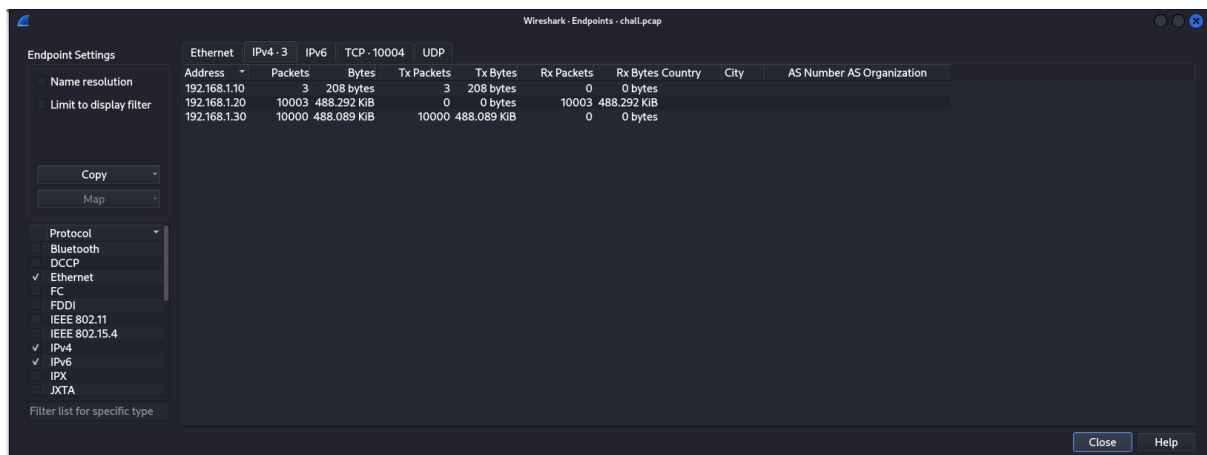 Wireshark · Endpoints · chall.pcap
Endpoint Settings
Name resolution
Limit to display filter
Copy
Map
Protocol
Bluetooth
DCCP
Ethernet
FC
FDDI
IEEE 802.11
IEEE 802.15.4
IPv4
IPv6
IPX
JXTA
Filter list for specific type
Ethernet IPv4 · 3 IPv6 TCP · 10004 UDP
Address Packets Bytes Tx Packets Tx Bytes Rx Packets Rx Bytes Country City AS Number AS Organization
192.168.1.10 3 208 bytes 3 208 bytes 0 0 bytes
192.168.1.20 10003 488.292 KiB 0 0 bytes 10003 488.292 KiB
192.168.1.30 10000 488.089 KiB 10000 488.089 KiB 0 0 bytes
Close Help